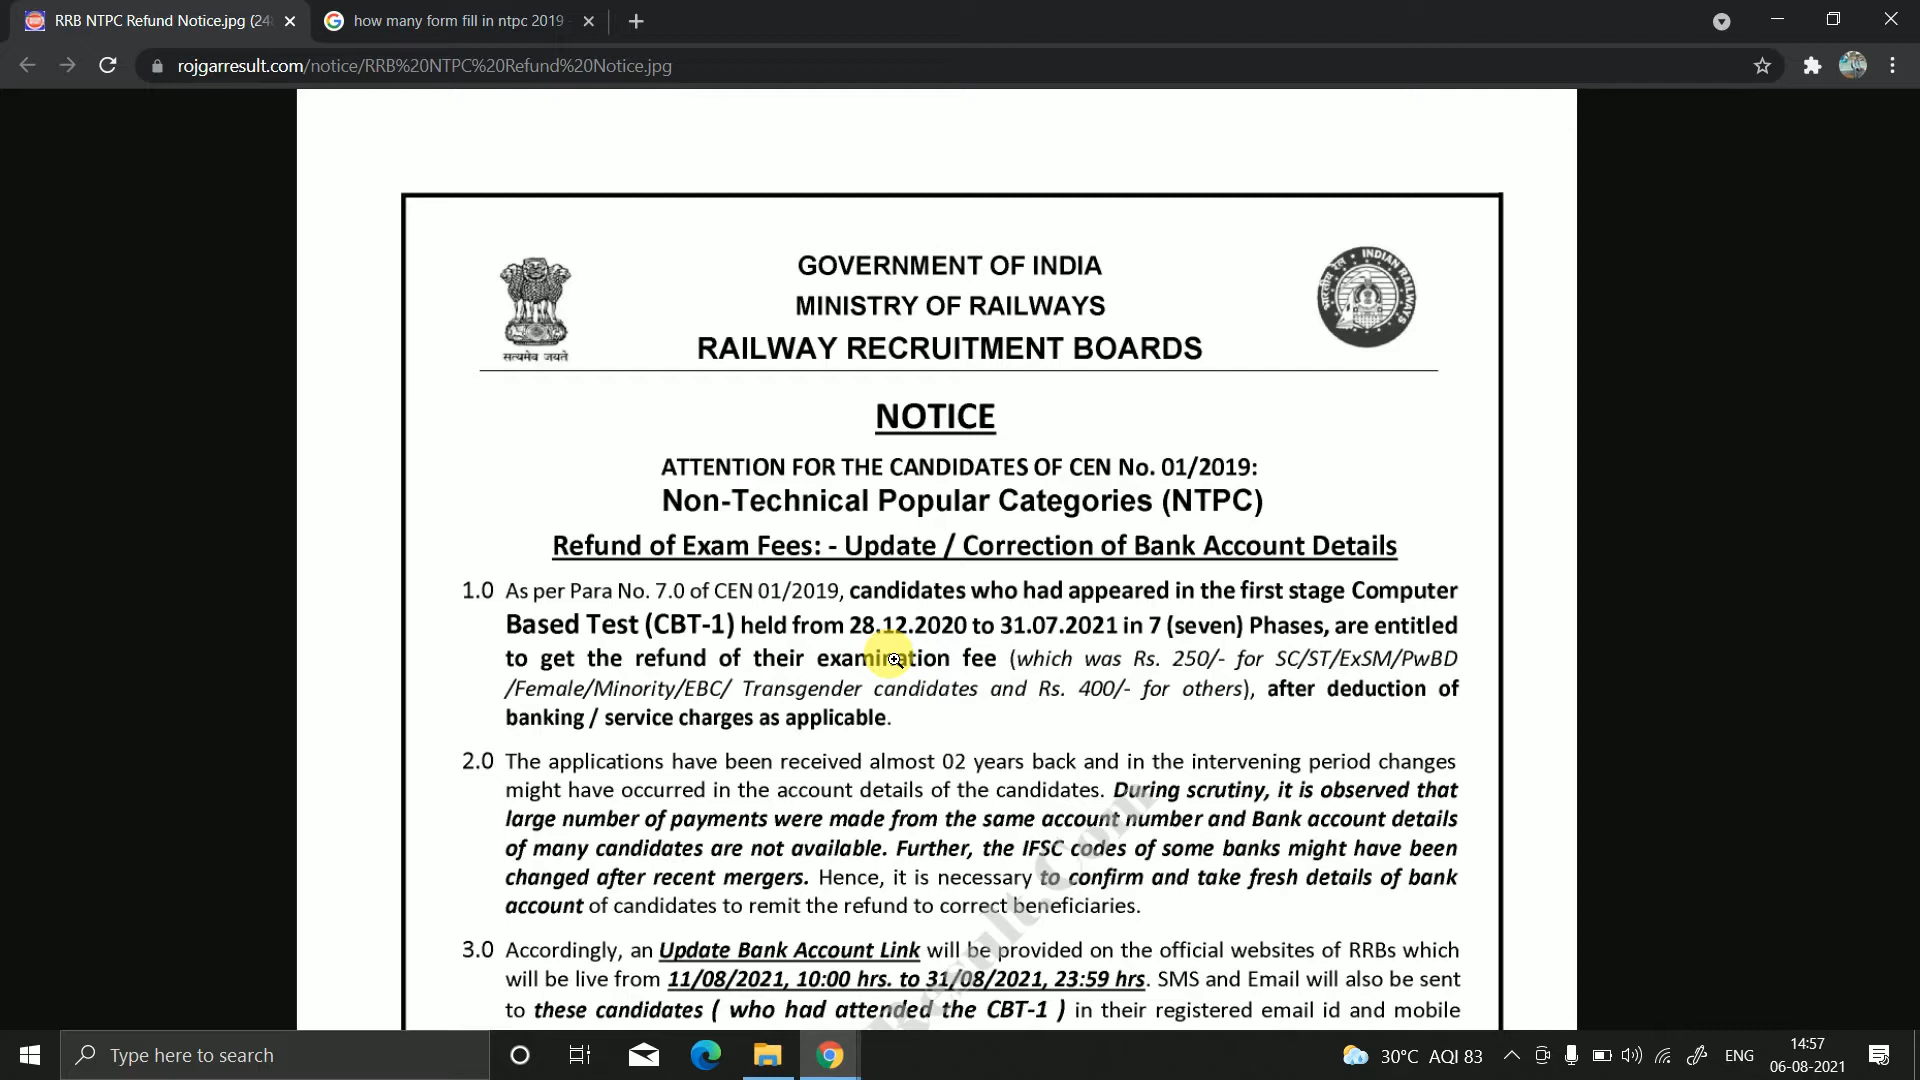 RRB NTPC Refund Notice.jpg (24
how many form fill in ntpc 2019
rojgarresult.com/notice/RRB%20NTPC%20Refund%20Notice.jpg
GOVERNMENT OF INDIA
MINISTRY OF RAILWAYS
RAILWAY RECRUITMENT BOARDS
सत्यमेव जयते
INDIAN RAILWAYS
भारतीय रेल
NOTICE
ATTENTION FOR THE CANDIDATES OF CEN No. 01/2019:
Non-Technical Popular Categories (NTPC)
Refund of Exam Fees: - Update / Correction of Bank Account Details
1.0 As per Para No. 7.0 of CEN 01/2019, candidates who had appeared in the first stage Computer
Based Test (CBT-1) held from 28.12.2020 to 31.07.2021 in 7 (seven) Phases, are entitled
to get the refund of their examination fee (which was Rs. 250/- for SC/ST/ExSM/PwBD
/Female/Minority/EBC/ Transgender candidates and Rs. 400/- for others), after deduction of
banking / service charges as applicable.
2.0 The applications have been received almost 02 years back and in the intervening period changes
might have occurred in the account details of the candidates. During scrutiny, it is observed that
large number of payments were made from the same account number and Bank account details
of many candidates are not available. Further, the IFSC codes of some banks might have been
changed after recent mergers. Hence, it is necessary to confirm and take fresh details of bank
account of candidates to remit the refund to correct beneficiaries.
3.0 Accordingly, an Update Bank Account Link will be provided on the official websites of RRBs which
will be live from 11/08/2021, 10:00 hrs. to 31/08/2021, 23:59 hrs. SMS and Email will also be sent
to these candidates ( who had attended the CBT-1 ) in their registered email id and mobile
Result.Com
Type here to search
30°C AQI 83
ENG
14:57
06-08-2021